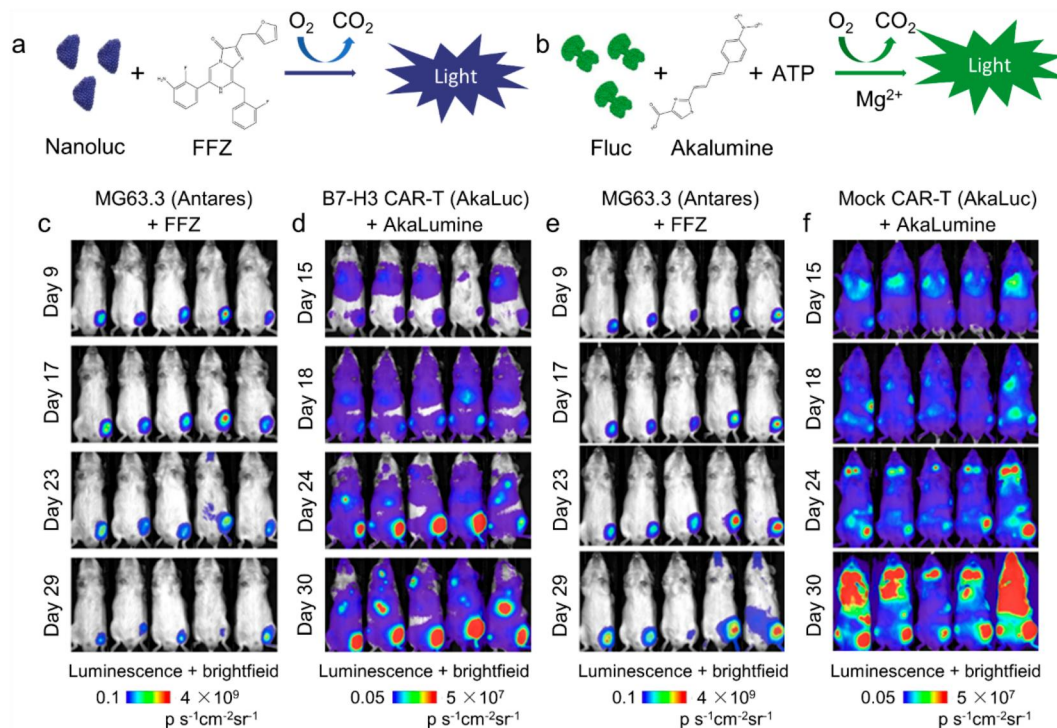 a
O₂ CO₂
+
Light
Nanoluc FFZ
b
O₂ CO₂
+ + ATP
Mg²⁺
Light
Fluc Akalumine
c
MG63.3 (Antares)
+ FFZ
Day 9
Day 17
Day 23
Day 29
Luminescence + brightfieid
0.1 4 ×10⁹
p s⁻¹cm⁻²sr⁻¹
d
B7-H3 CAR-T (AkaLuc)
+ AkaLumine
Day 15
Day 18
Day 24
Day 30
Luminescence + brightfieid
0.05 5 ×10⁷
p s⁻¹cm⁻²sr⁻¹
e
MG63.3 (Antares)
+ FFZ
Day 9
Day 17
Day 23
Day 29
Luminescence + brightfieid
0.1 4 ×10⁹
p s⁻¹cm⁻²sr⁻¹
f
Mock CAR-T (AkaLuc)
+ AkaLumine
Day 15
Day 18
Day 24
Day 30
Luminescence + brightfieid
0.05 5 ×10⁷
p s⁻¹cm⁻²sr⁻¹